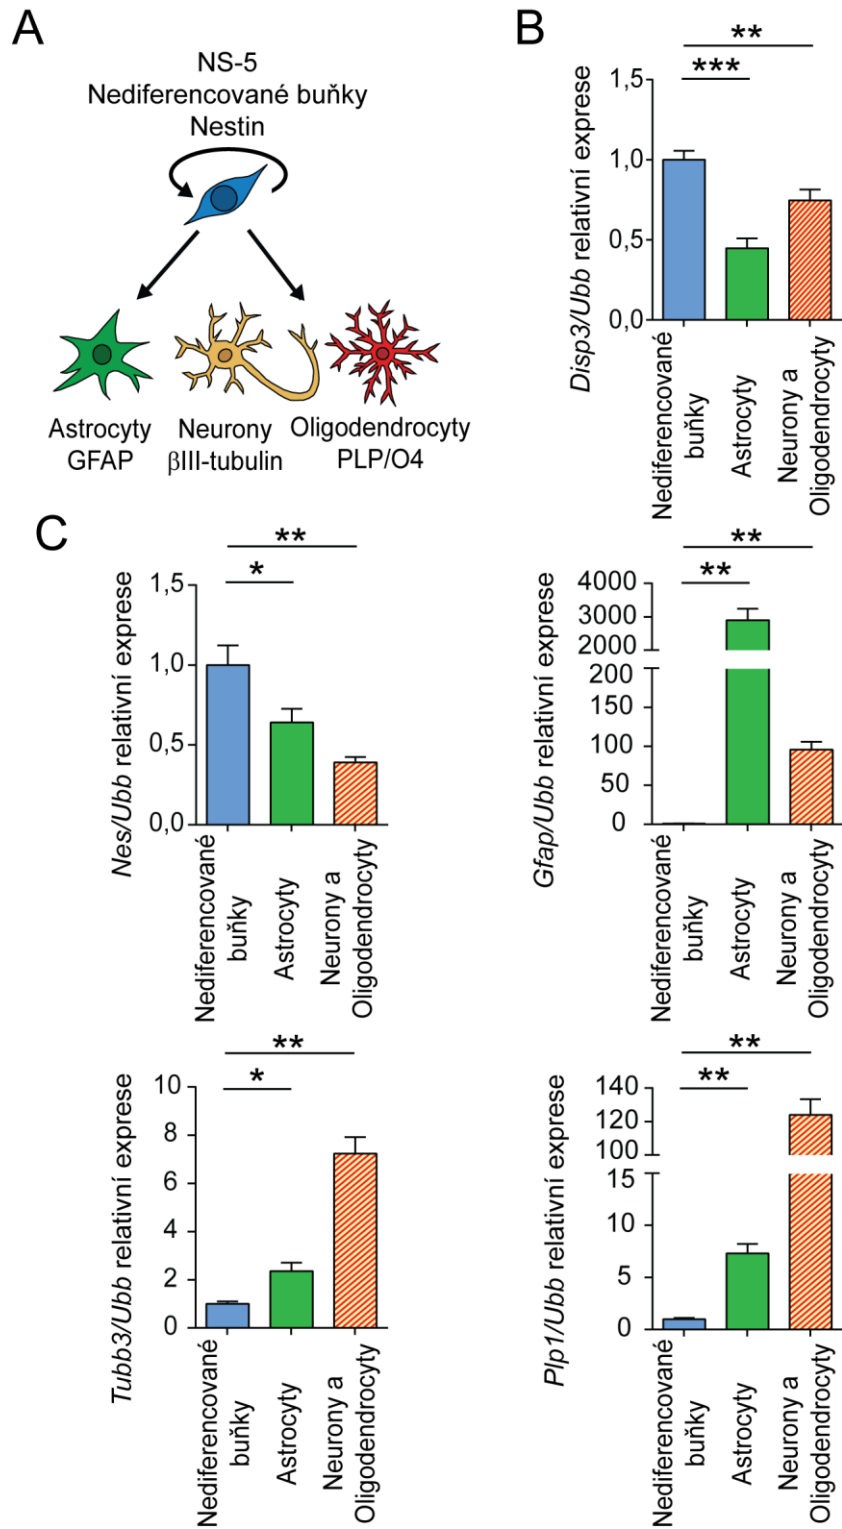 A
NS-5
Nediferencované buňky
Nestin
Astrocyty
GFAP
Neurony
βIII-tubulin
Oligodendrocyty
PLP/O4
B
**
***
Disp3/Ubb relativní exprese
1,5
1,0
0,5
0,0
Nediferencované
buňky
Astrocyty
Neurony a
Oligodendrocyty
C
**
*
Nes/Ubb relativní exprese
1,5
1,0
0,5
0,0
Nediferencované
buňky
Astrocyty
Neurony a
Oligodendrocyty
**
**
Gfap/Ubb relativní exprese
4000
3000
2000
200
150
100
50
0
Nediferencované
buňky
Astrocyty
Neurony a
Oligodendrocyty
**
*
Tubb3/Ubb relativní exprese
10
8
6
4
2
0
Nediferencované
buňky
Astrocyty
Neurony a
Oligodendrocyty
**
**
Plp1/Ubb relativní exprese
140
120
100
15
10
5
0
Nediferencované
buňky
Astrocyty
Neurony a
Oligodendrocyty